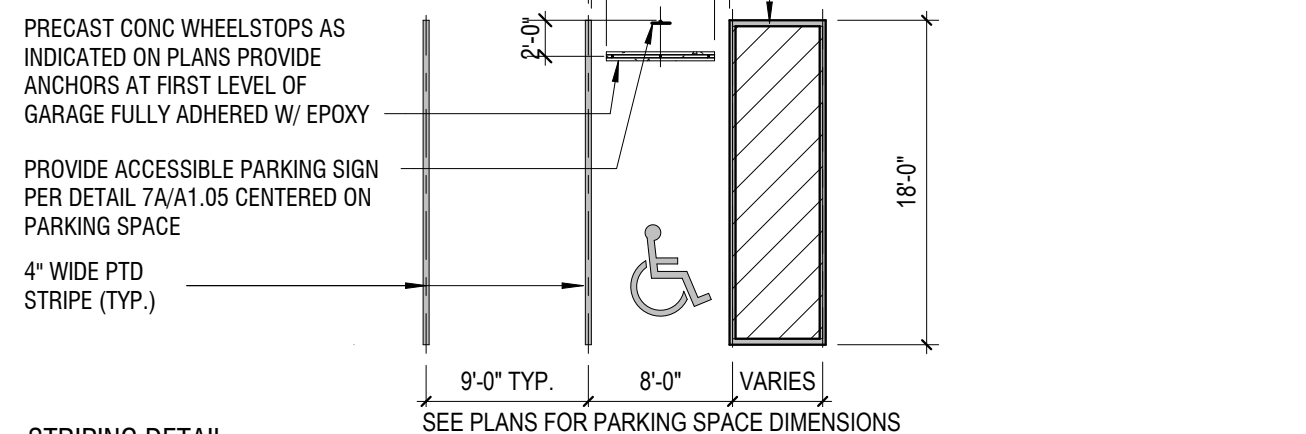 PRECAST CONC WHEELSTOPS AS
INDICATED ON PLANS PROVIDE
ANCHORS AT FIRST LEVEL OF
GARAGE FULLY ADHERED W/ EPOXY
PROVIDE ACCESSIBLE PARKING SIGN
PER DETAIL 7A/A1.05 CENTERED ON
PARKING SPACE
4" WIDE PTD
STRIPE (TYP.)
2'-0"
18'-0"
9'-0" TYP.
8'-0"
VARIES
SEE PLANS FOR PARKING SPACE DIMENSIONS
STRIPING DETAIL